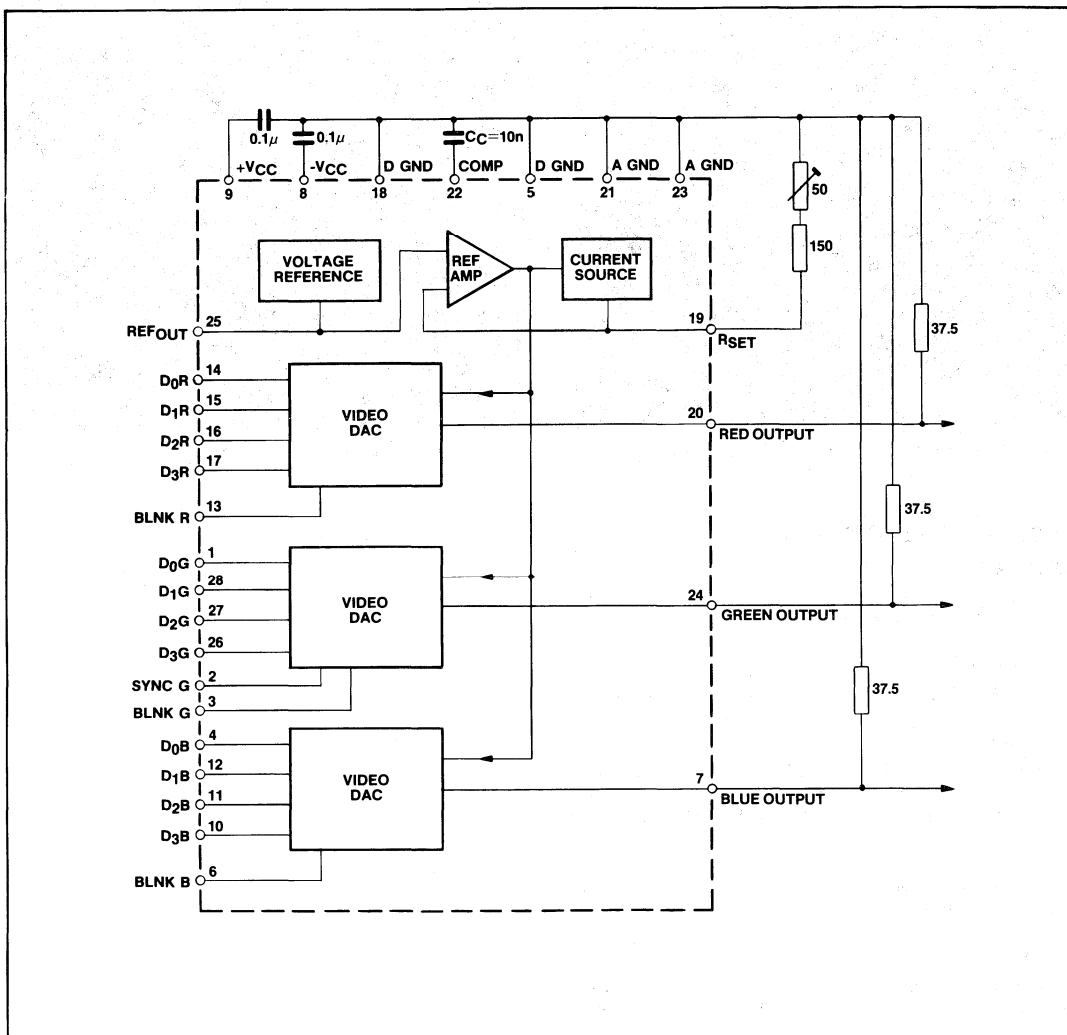 0.1μ
0.1μ
CC=10n
+VCC
-VCC
D GND
COMP
D GND
A GND
A GND
9
8
18
22
5
21
23
50
150
VOLTAGE
REFERENCE
REF
AMP
CURRENT
SOURCE
REFOUT
25
19
RSET
37.5
D0R
14
D1R
15
D2R
16
D3R
17
BLNK R
13
VIDEO
DAC
20
RED OUTPUT
37.5
D0G
1
D1G
28
D2G
27
D3G
26
SYNC G
2
BLNK G
3
VIDEO
DAC
24
GREEN OUTPUT
37.5
D0B
4
D1B
12
D2B
11
D3B
10
BLNK B
6
VIDEO
DAC
7
BLUE OUTPUT